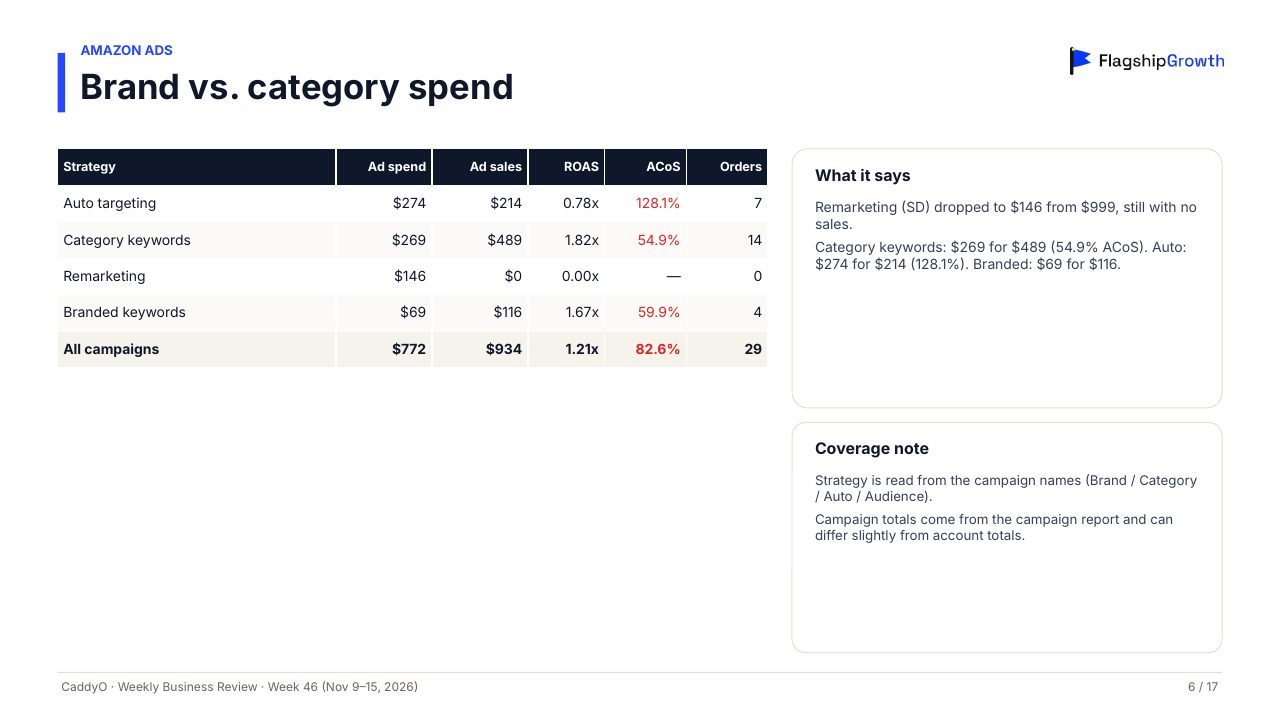 AMAZON ADS
Brand vs. category spend
FlagshipGrowth
Strategy Ad spend Ad sales ROAS ACoS Orders
Auto targeting $274 $214 0.78x 128.1% 7
Category keywords $269 $489 1.82x 54.9% 14
Remarketing $146 $0 0.00x — 0
Branded keywords $69 $116 1.67x 59.9% 4
All campaigns $772 $934 1.21x 82.6% 29
What it says
Remarketing (SD) dropped to $146 from $999, still with no
sales.
Category keywords: $269 for $489 (54.9% ACoS). Auto:
$274 for $214 (128.1%). Branded: $69 for $116.
Coverage note
Strategy is read from the campaign names (Brand / Category
/ Auto / Audience).
Campaign totals come from the campaign report and can
differ slightly from account totals.
CaddyO · Weekly Business Review · Week 46 (Nov 9–15, 2026)
6 / 17